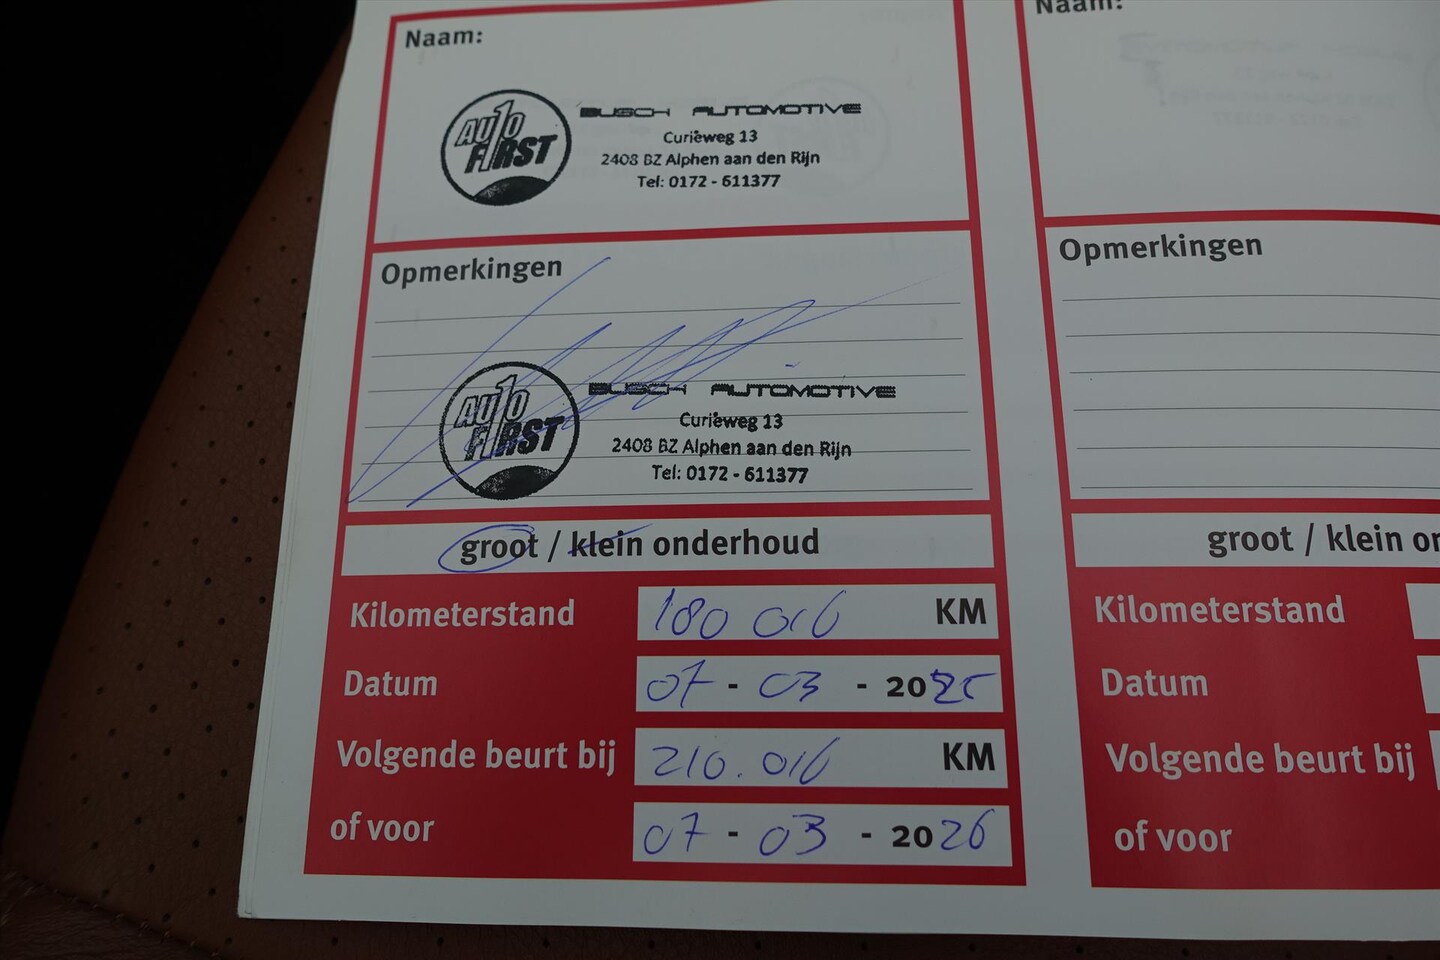 Naam:
AUTO FIRST
BUSCH AUTOMOTIVE
Curieweg 13
2408 BZ Alphen aan den Rijn
Tel: 0172 - 611377
Opmerkingen
AUTO FIRST
BUSCH AUTOMOTIVE
Curieweg 13
2408 BZ Alphen aan den Rijn
Tel: 0172 - 611377
groot / klein onderhoud
Kilometerstand 180 016 KM
Datum 07 - 03 - 2025
Volgende beurt bij 210.016 KM
of voor 07 - 03 - 2026
Naam:
Opmerkingen
groot / klein on
Kilometerstand
Datum
Volgende beurt bij
of voor